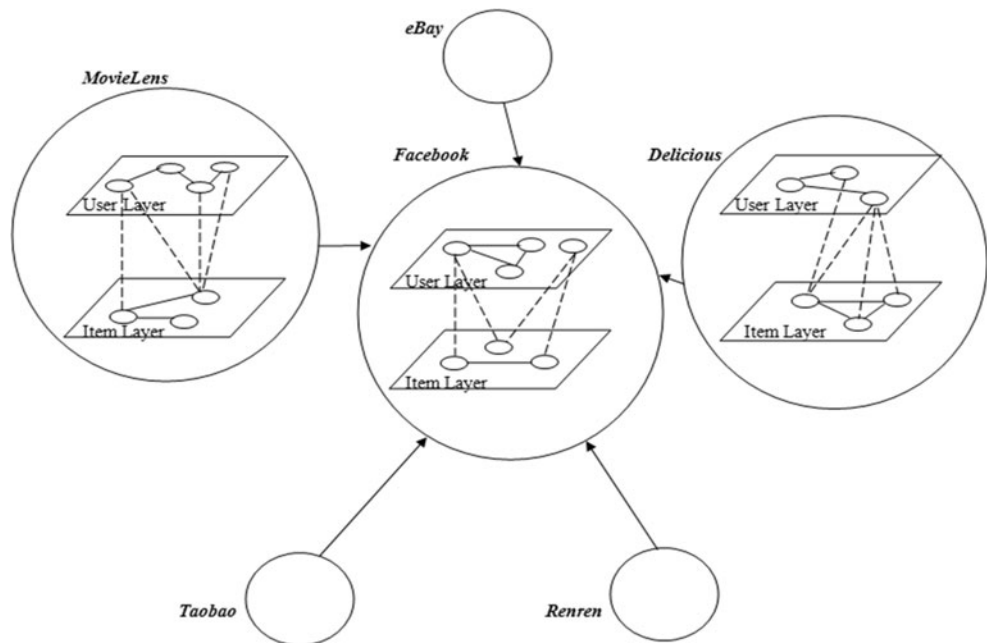 eBay
MovieLens
Facebook
Delicious
User Layer
User Layer
User Layer
Item Layer
Item Layer
Item Layer
Taobao
Renren